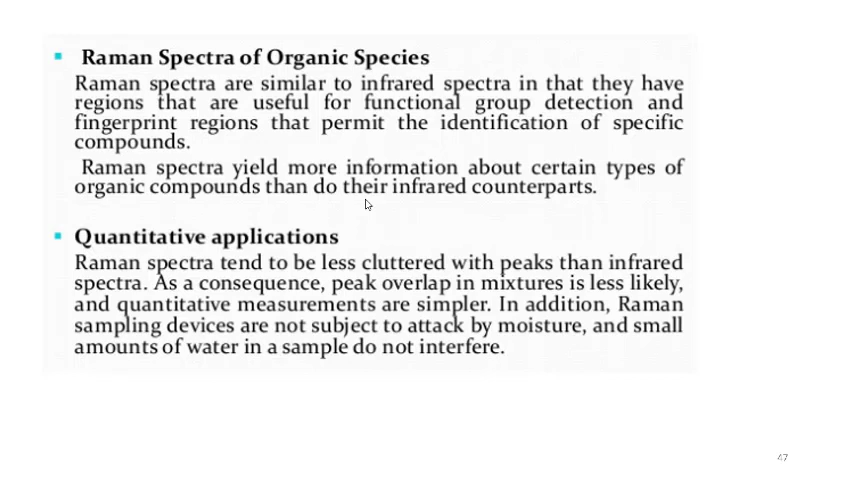 Raman Spectra of Organic Species
Raman spectra are similar to infrared spectra in that they have
regions that are useful for functional group detection and
fingerprint regions that permit the identification of specific
compounds.
Raman spectra yield more information about certain types of
organic compounds than do their infrared counterparts.
Quantitative applications
Raman spectra tend to be less cluttered with peaks than infrared
spectra. As a consequence, peak overlap in mixtures is less likely,
and quantitative measurements are simpler. In addition, Raman
sampling devices are not subject to attack by moisture, and small
amounts of water in a sample do not interfere.
47